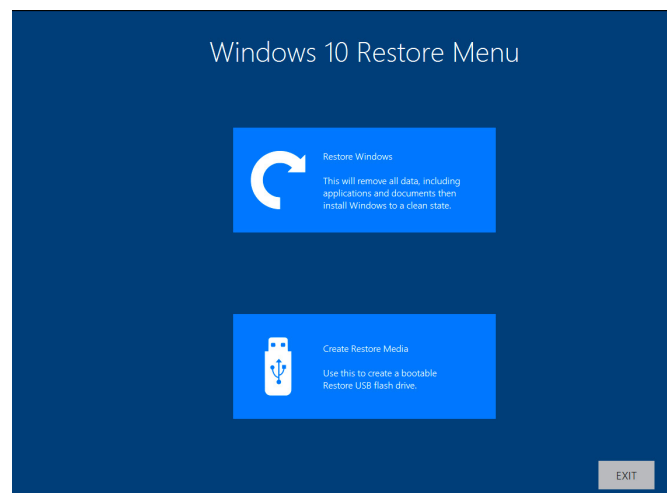 Windows 10 Restore Menu
Restore Windows
This will remove all data, including
applications and documents then
install Windows to a clean state.
Create Restore Media
Use this to create a bootable
Restore USB flash drive.
EXIT